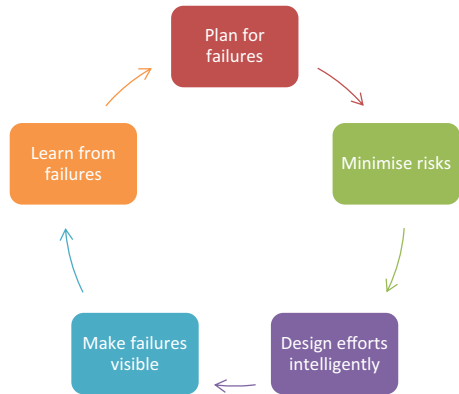 Plan for
failures
Minimise risks
Design efforts
intelligently
Make failures
visible
Learn from
failures